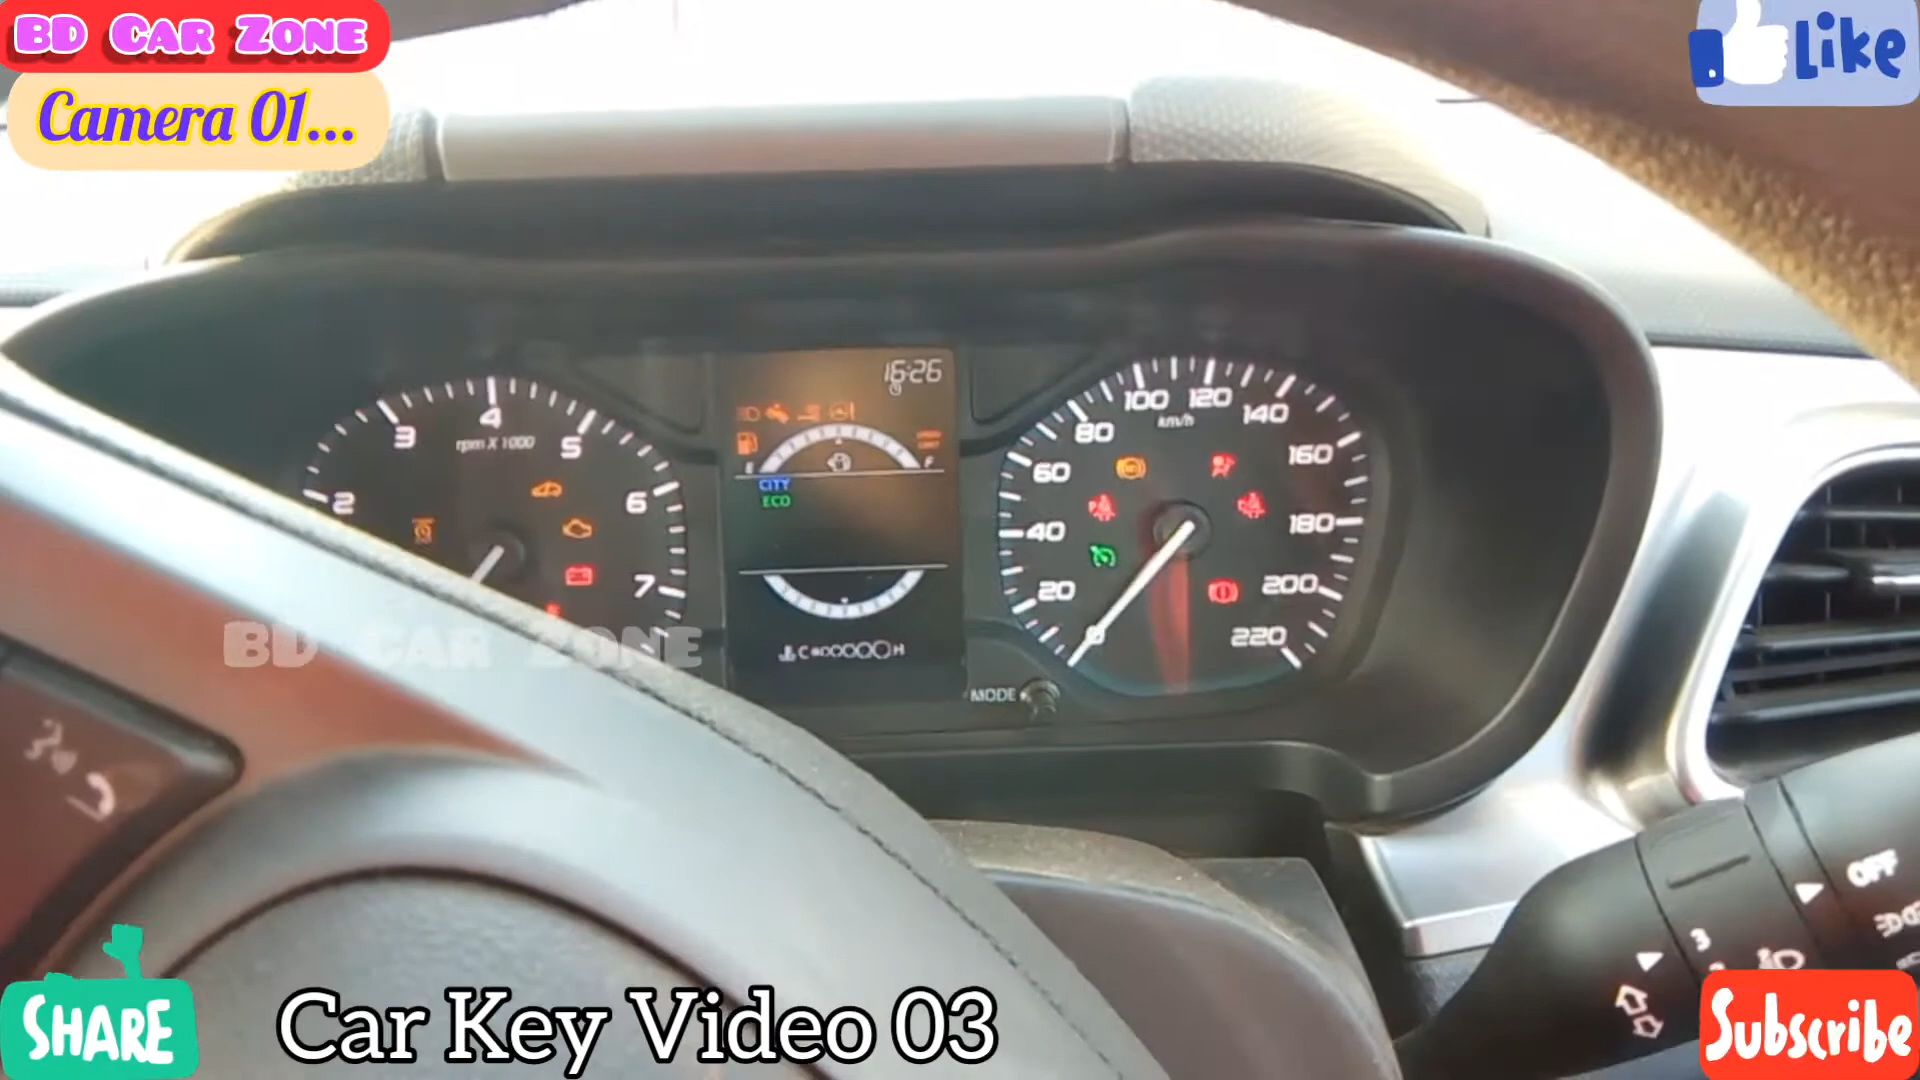 BD CAR ZONE
Camera 01...
Like
16:26
E F
CITY
ECO
C H
MODE
2 3 4 5 6 7
rpm X 1000
0 20 40 60 80 100 120 140 160 180 200 220
km/h
BD CAR ZONE
OFF
3
SHARE
Car Key Video 03
Subscribe